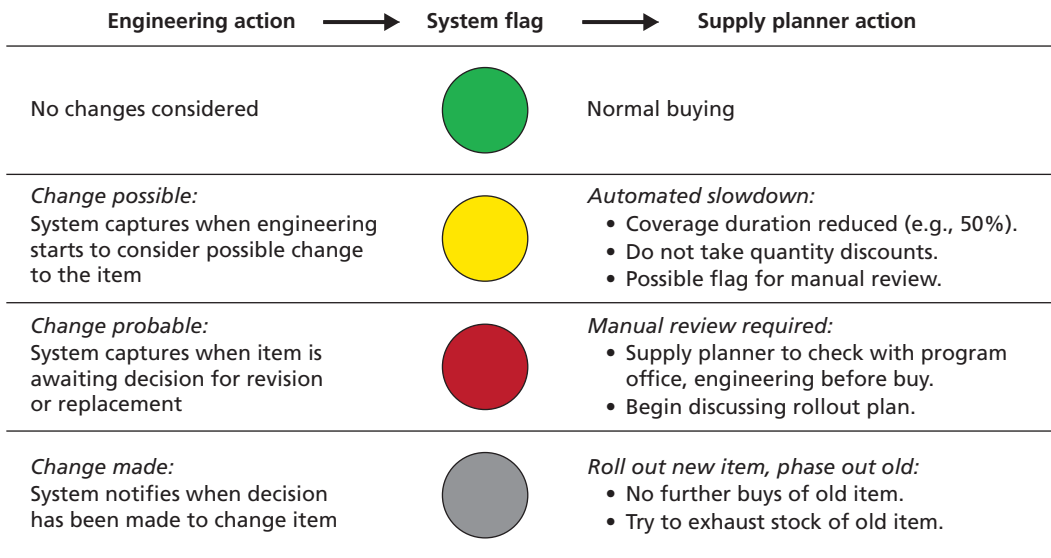 Engineering action System flag Supply planner action
No changes considered
Normal buying
Change possible:
System captures when engineering
starts to consider possible change
to the item
Automated slowdown:
• Coverage duration reduced (e.g., 50%).
• Do not take quantity discounts.
• Possible flag for manual review.
Change probable:
System captures when item is
awaiting decision for revision
or replacement
Manual review required:
• Supply planner to check with program
office, engineering before buy.
• Begin discussing rollout plan.
Change made:
System notifies when decision
has been made to change item
Roll out new item, phase out old:
• No further buys of old item.
• Try to exhaust stock of old item.